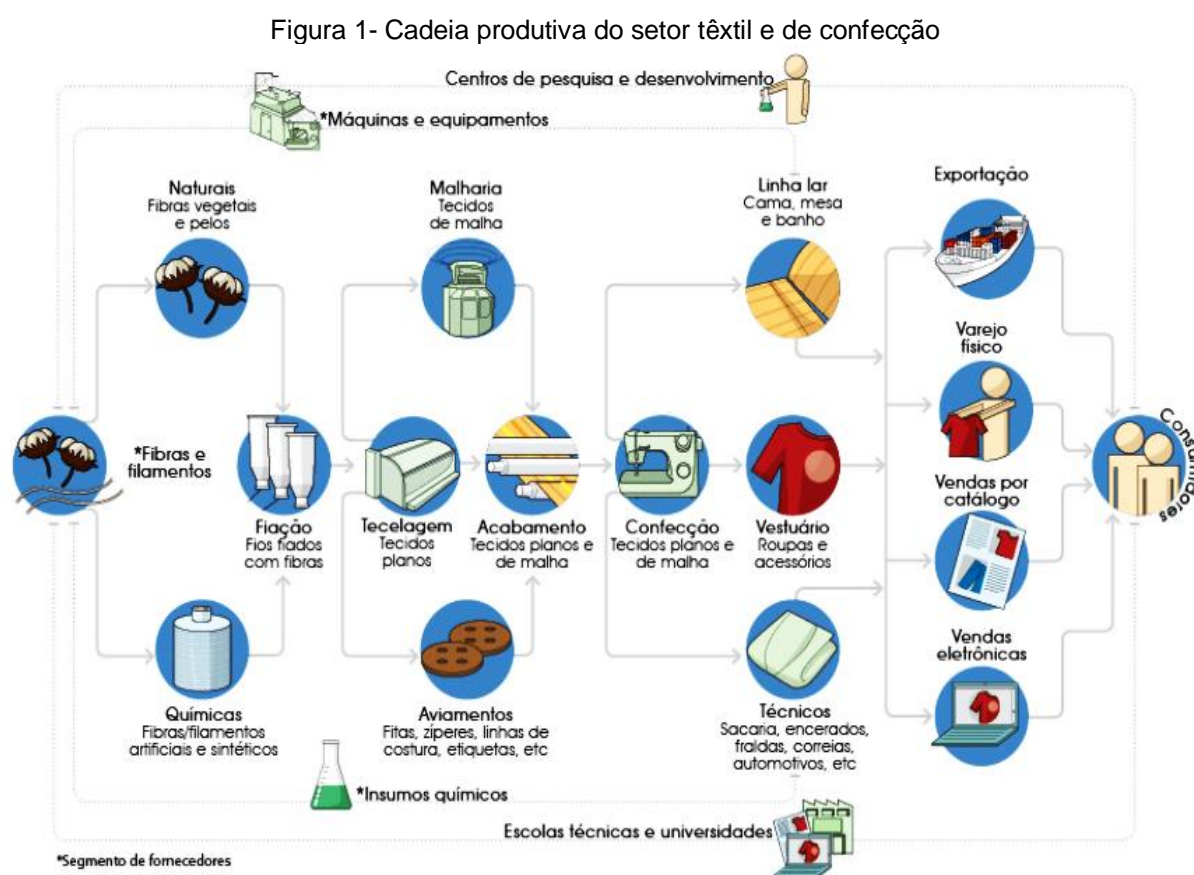 Figura 1- Cadeia produtiva do setor têxtil e de confecção
Centros de pesquisa e desenvolvimento
*Máquinas e equipamentos
Naturais
Fibras vegetais
e pelos
Malharia
Tecidos
de malha
Linha lar
Cama, mesa
e banho
Exportação
Varejo
físico
*Fibras e
filamentos
Fiação
Fios fiados
com fibras
Tecelagem
Tecidos
planos
Acabamento
Tecidos planos e
de malha
Confecção
Tecidos planos e
de malha
Vestuário
Roupas e
acessórios
Vendas por
catálogo
Consumidores
Químicas
Fibras/filamentos
artificiais e sintéticos
Aviamentos
Fitas, zíperes, linhas de
costura, etiquetas, etc
Técnicos
Sacaria, encerados,
fraldas, correias,
automotivos, etc
Vendas
eletrônicas
*Insumos químicos
Escolas técnicas e universidades
*Segmento de fornecedores